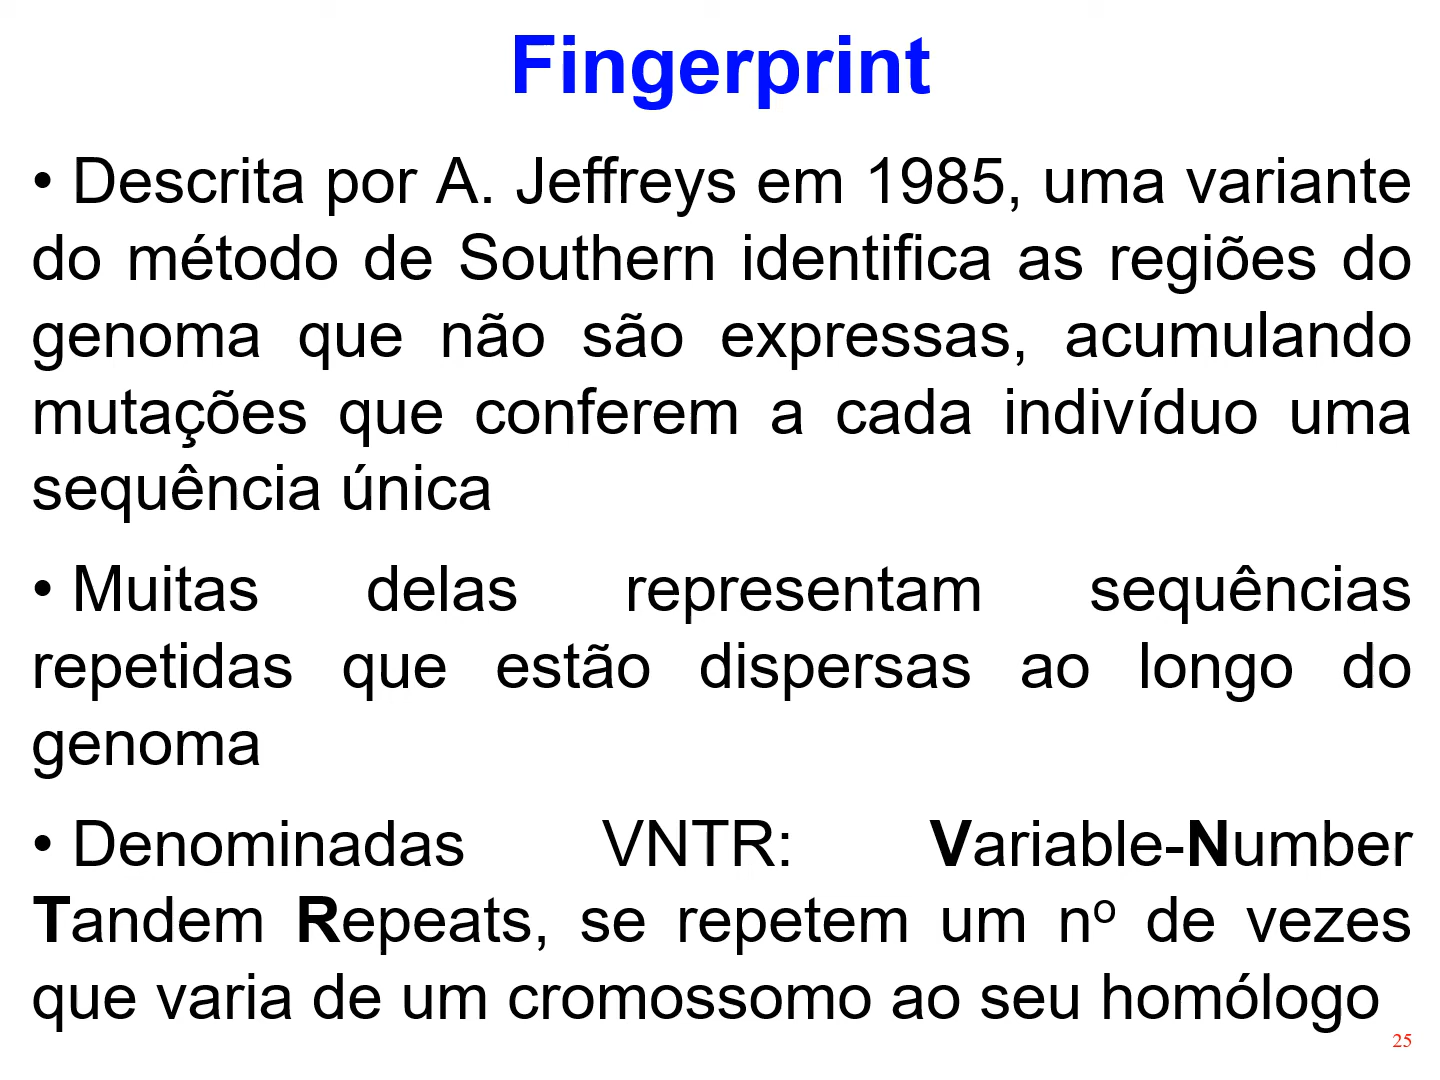 Fingerprint
• Descrita por A. Jeffreys em 1985, uma variante
do método de Southern identifica as regiões do
genoma que não são expressas, acumulando
mutações que conferem a cada indivíduo uma
sequência única
• Muitas delas representam sequências
repetidas que estão dispersas ao longo do
genoma
• Denominadas VNTR: Variable-Number
Tandem Repeats, se repetem um nº de vezes
que varia de um cromossomo ao seu homólogo
25